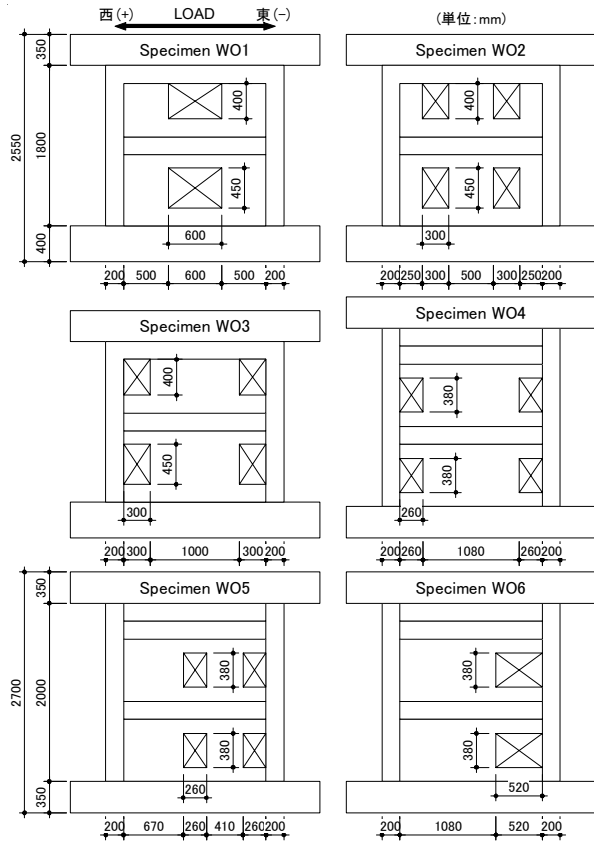 西(+) LOAD 東(-)
(単位:mm)
Specimen WO1
350
2550
1800
400
400
450
600
200 500 600 500 200
Specimen WO2
400
450
300
200 250 300 500 300 250 200
Specimen WO3
400
450
300
200 300 1000 300 200
Specimen WO4
380
380
260
200 260 1080 260 200
Specimen WO5
350
2700
2000
350
380
380
260
200 670 260 410 260 200
Specimen WO6
380
380
520
200 1080 520 200